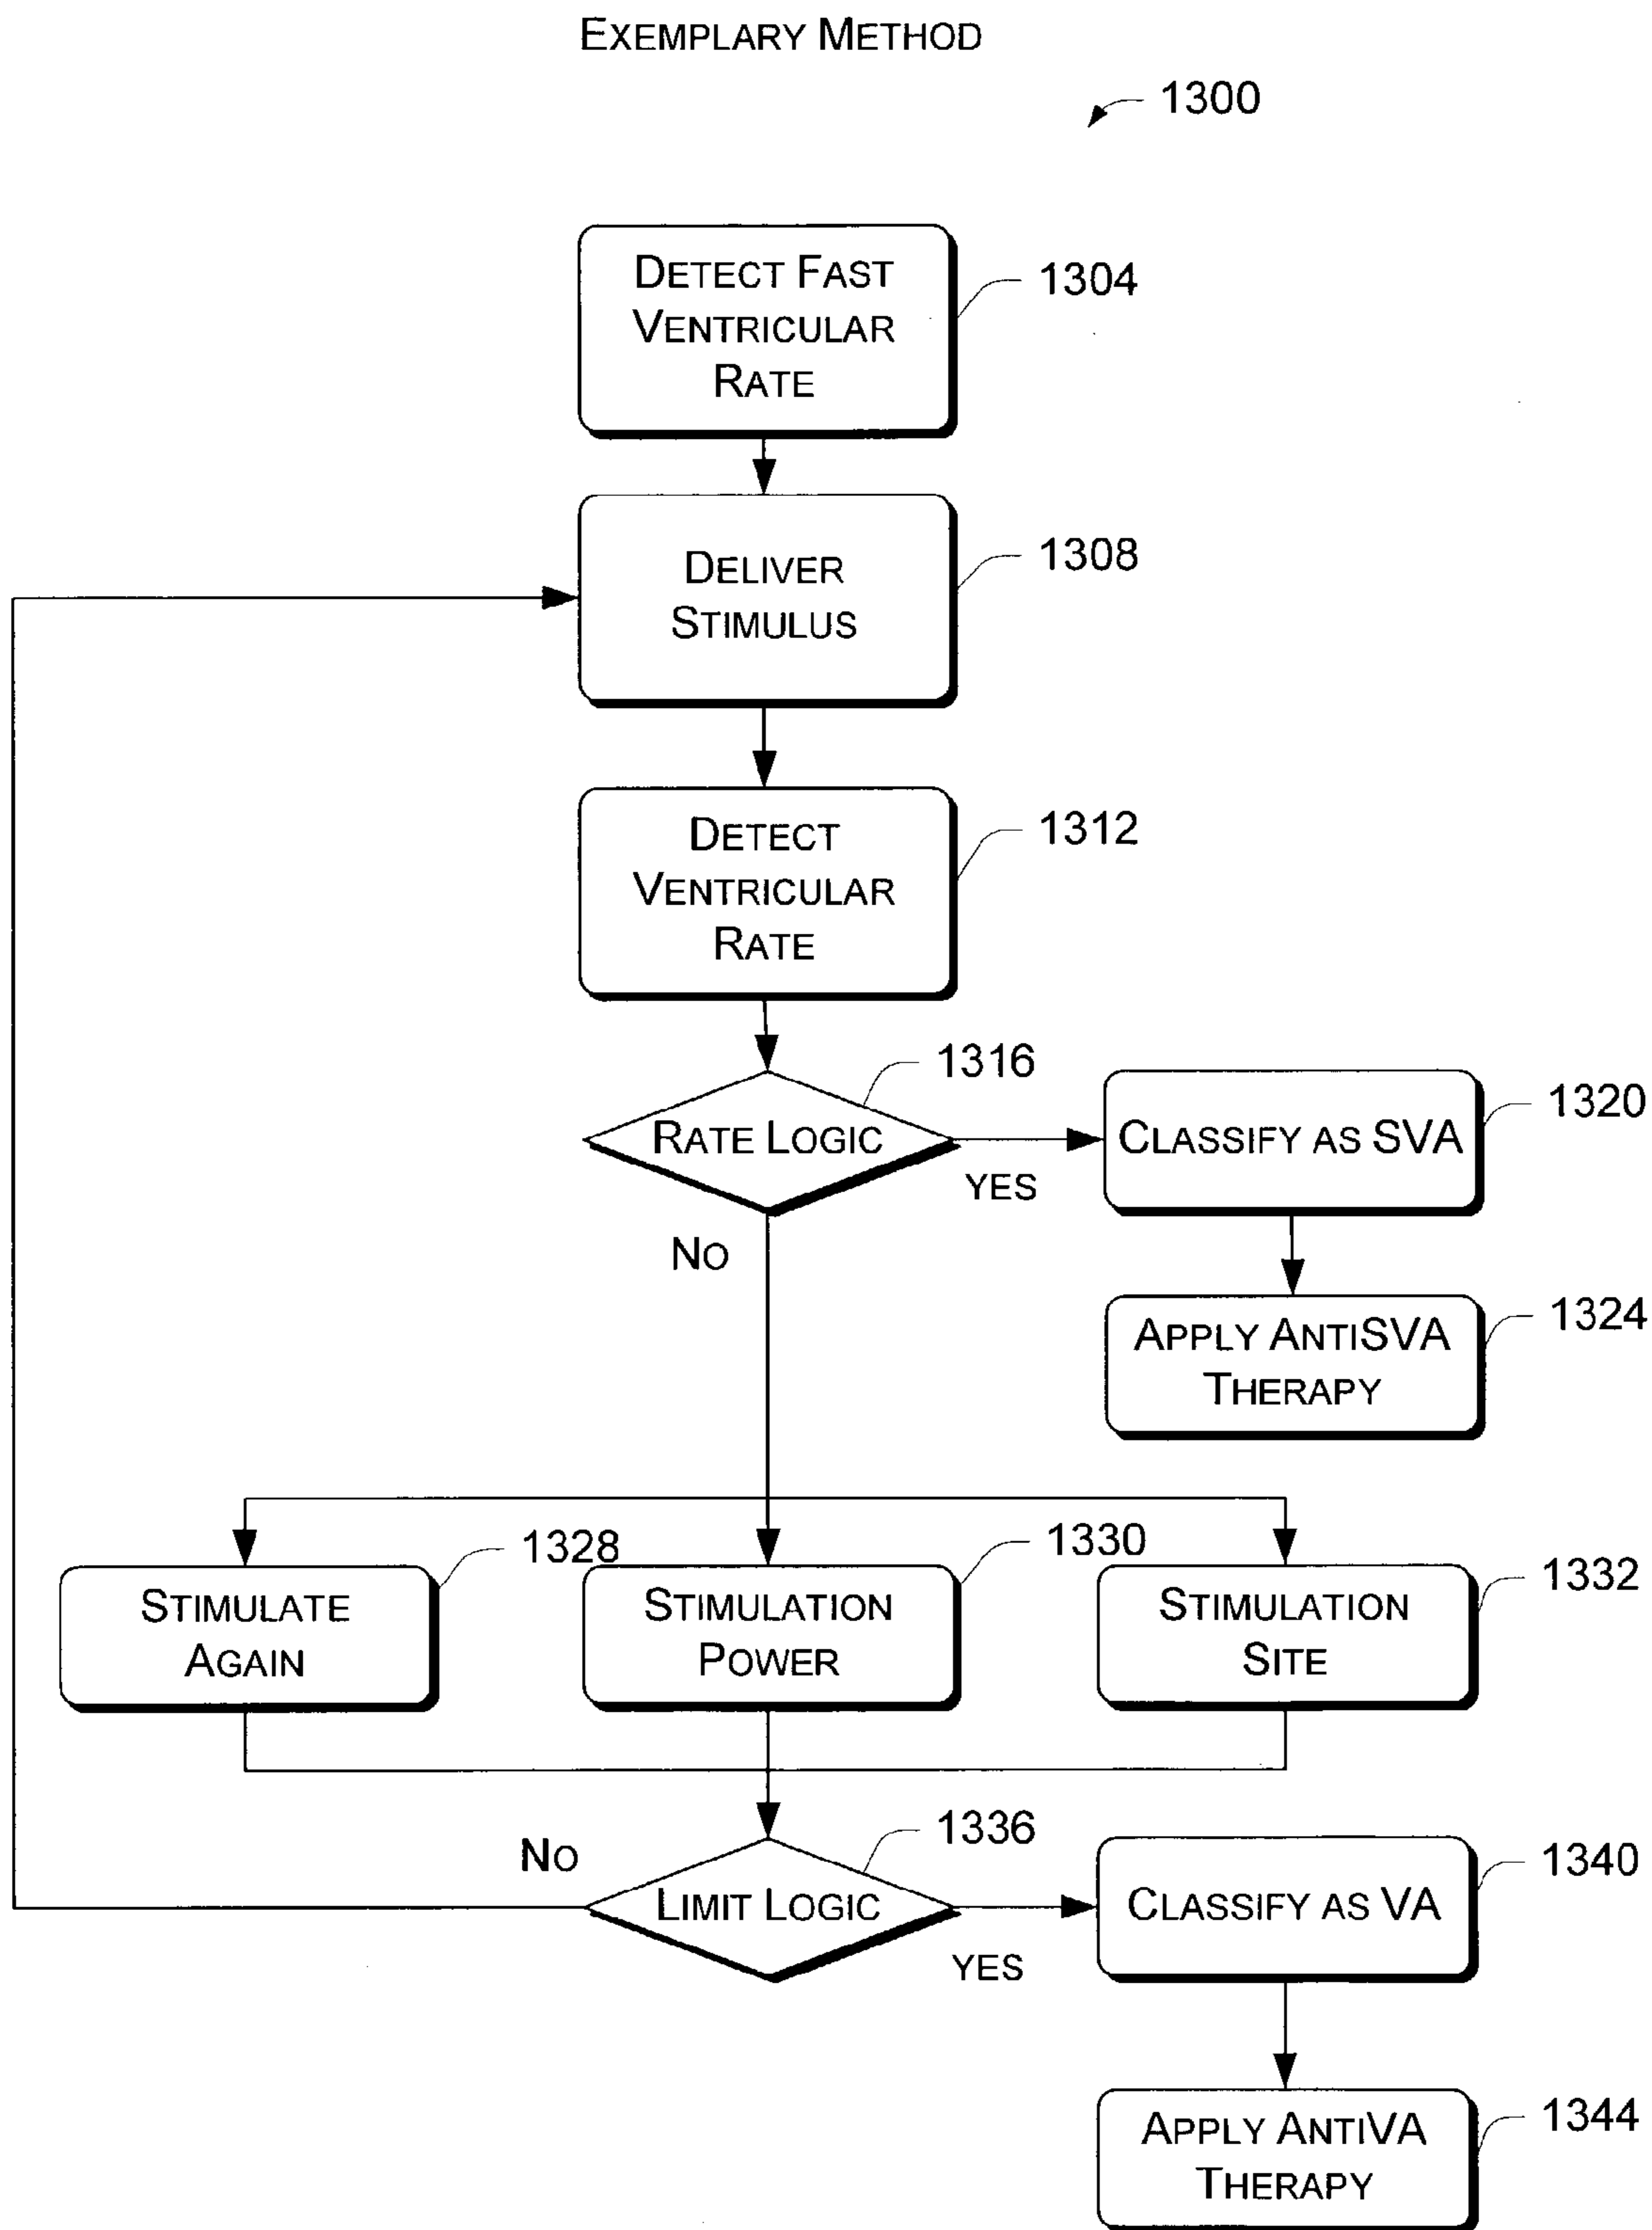 EXEMPLARY METHOD
1300
DETECT FAST
VENTRICULAR
RATE
1304
DELIVER
STIMULUS
1308
DETECT
VENTRICULAR
RATE
1312
RATE LOGIC
1316
YES
NO
CLASSIFY AS SVA
1320
APPLY ANTISVA
THERAPY
1324
STIMULATE
AGAIN
1328
STIMULATION
POWER
1330
STIMULATION
SITE
1332
LIMIT LOGIC
1336
NO
YES
CLASSIFY AS VA
1340
APPLY ANTIVA
THERAPY
1344